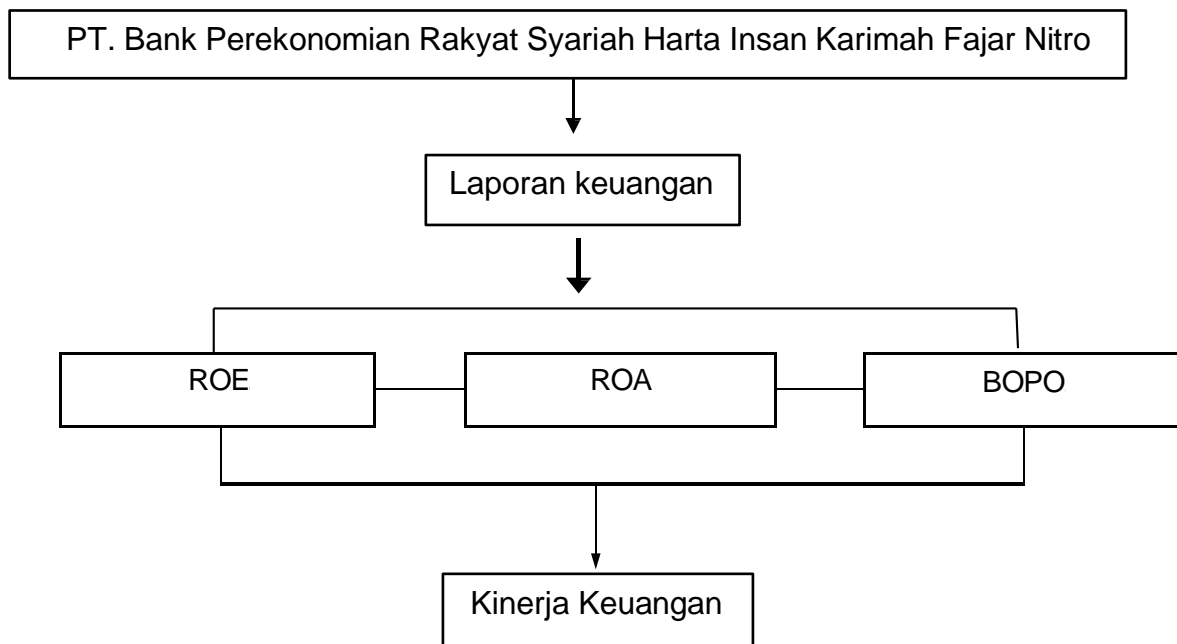 PT. Bank Perekonomian Rakyat Syariah Harta Insan Karimah Fajar Nitro
Laporan keuangan
ROE
ROA
BOPO
Kinerja Keuangan